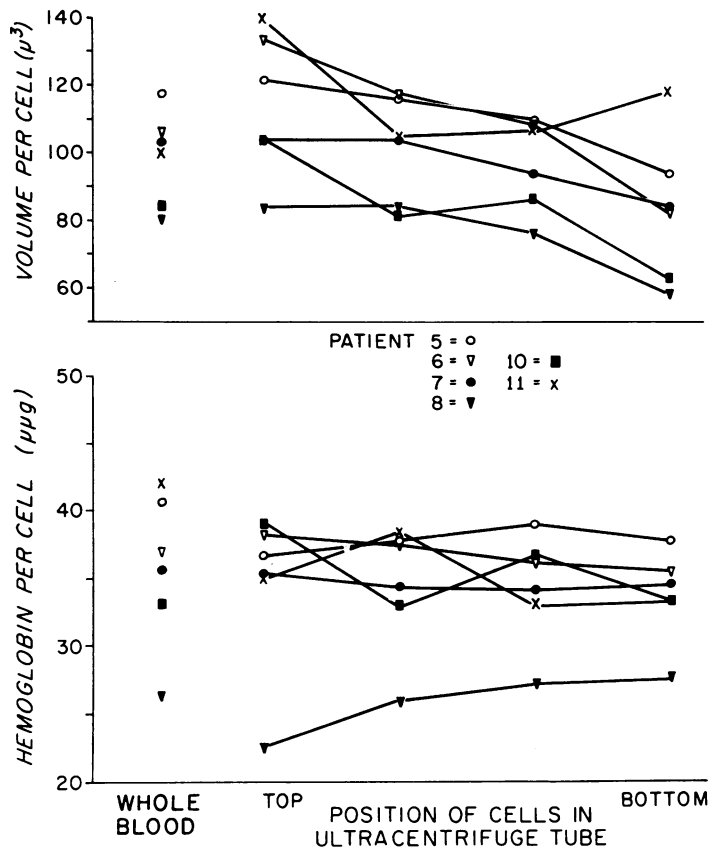 140
120
100
80
60
VOLUME PER CELL (μ³)
PATIENT 5 = o
6 = ▽ 10 = ■
7 = ● 11 = x
8 = ▼
50
40
30
20
HEMOGLOBIN PER CELL (μμg)
WHOLE BLOOD
TOP
POSITION OF CELLS IN
ULTRACENTRIFUGE TUBE
BOTTOM